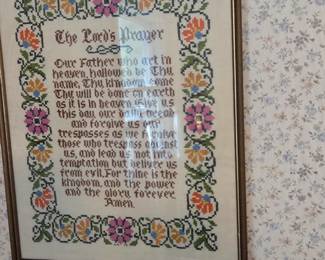 The Lord's Prayer
Our Father who art in
heaven, hallowed be Thy
name, Thy kingdom come
Thy will be done on earth
as it is in heaven. Give us
this day our daily bread
and forgive us our
trespasses as we forgive
those who trespass against
us, and lead us not into
temptation but deliver us
from evil. For thine is the
kingdom, and the power
and the glory, forever
Amen.